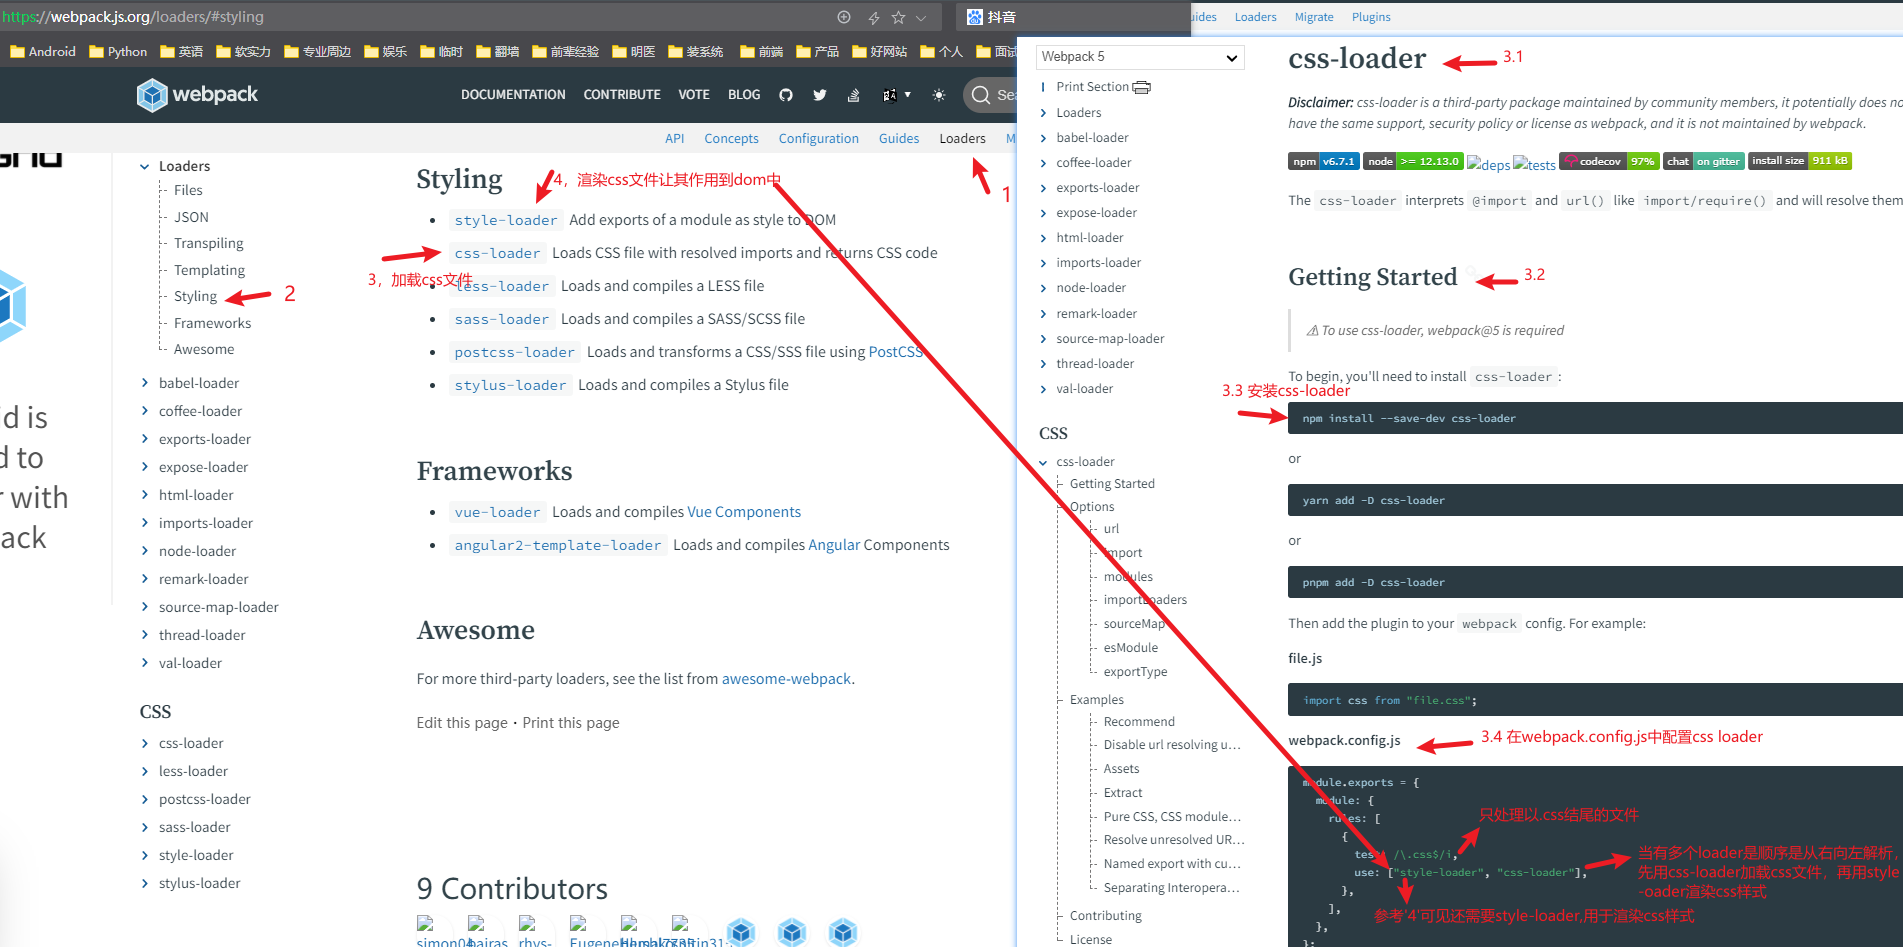 https://webpack.js.org/loaders/#styling
抖音
Android Python 英语 软实力 专业周边 娱乐 临时 翻墙 前辈经验 明医 装系统 前端 产品 好网站 个人 面试
webpack
DOCUMENTATION CONTRIBUTE VOTE BLOG
API Concepts Configuration Guides Loaders M
1
Loaders
Files
JSON
Transpiling
Templating
Styling
2
Frameworks
Awesome
babel-loader
coffee-loader
exports-loader
expose-loader
html-loader
imports-loader
node-loader
remark-loader
source-map-loader
thread-loader
val-loader
CSS
css-loader
less-loader
postcss-loader
sass-loader
style-loader
stylus-loader
id is
d to
r with
ack
Styling
4，渲染css文件让其作用到dom中
style-loader Add exports of a module as style to DOM
css-loader Loads CSS file with resolved imports and returns CSS code
3，加载css文件
less-loader Loads and compiles a LESS file
sass-loader Loads and compiles a SASS/SCSS file
postcss-loader Loads and transforms a CSS/SSS file using PostCSS
stylus-loader Loads and compiles a Stylus file
Frameworks
vue-loader Loads and compiles Vue Components
angular2-template-loader Loads and compiles Angular Components
Awesome
For more third-party loaders, see the list from awesome-webpack.
Edit this page · Print this page
9 Contributors
simon04 bairas rhys-
uides Loaders Migrate Plugins
Webpack 5
Print Section
Loaders
babel-loader
coffee-loader
exports-loader
expose-loader
html-loader
imports-loader
node-loader
remark-loader
source-map-loader
thread-loader
val-loader
CSS
css-loader
Getting Started
Options
url
import
modules
importLoaders
sourceMap
esModule
exportType
Examples
Recommend
Disable url resolving u...
Assets
Extract
Pure CSS, CSS module...
Resolve unresolved UR...
Named export with cu...
Separating Interopera...
Contributing
License
css-loader
3.1
Disclaimer: css-loader is a third-party package maintained by community members, it potentially does no
have the same support, security policy or license as webpack, and it is not maintained by webpack.
npm v6.7.1 node >= 12.13.0 deps tests codecov 97% chat on gitter install size 911 kB
The css-loader interprets @import and url() like import/require() and will resolve them
Getting Started
3.2
⚠ To use css-loader, webpack@5 is required
To begin, you'll need to install css-loader :
3.3 安装css-loader
npm install --save-dev css-loader
or
yarn add -D css-loader
or
pnpm add -D css-loader
Then add the plugin to your webpack config. For example:
file.js
import css from "file.css";
webpack.config.js
3.4 在webpack.config.js中配置css loader
module.exports = {
module: {
rules: [
{
test: /\.css$/i,
use: ["style-loader", "css-loader"],
},
],
},
};
只处理以.css结尾的文件
当有多个loader是顺序是从右向左解析，
先用css-loader加载css文件，再用style
-oader渲染css样式
参考'4'可见还需要style-loader,用于渲染css样式